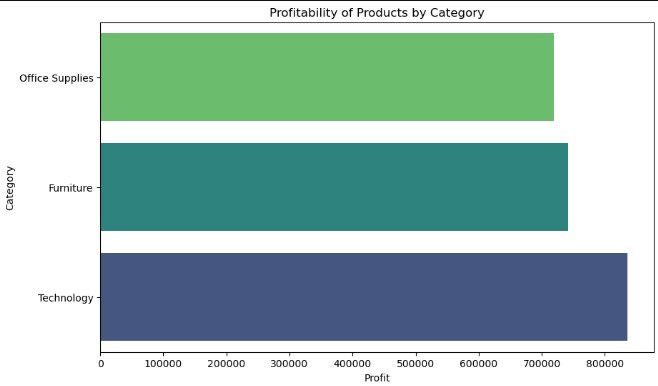 Profitability of Products by Category
Office Supplies
Furniture
Technology
Category
0 100000 200000 300000 400000 500000 600000 700000 800000
Profit